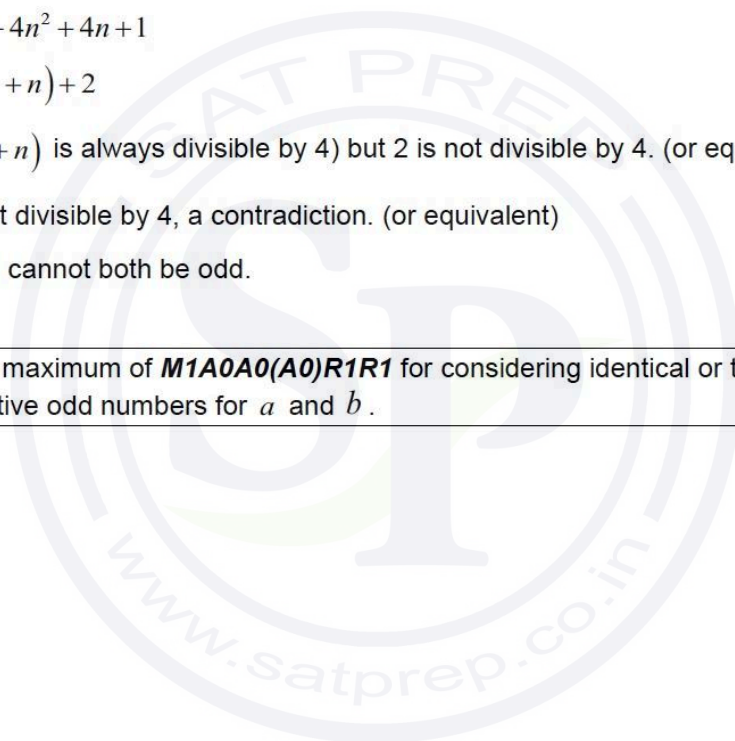 4n² + 4n + 1
+ n) + 2
+ n) is always divisible by 4) but 2 is not divisible by 4. (or eq
t divisible by 4, a contradiction. (or equivalent)
cannot both be odd.
maximum of M1A0A0(A0)R1R1 for considering identical or t
tive odd numbers for a and b.
SAT PREP
SP
www.satprep.co.in